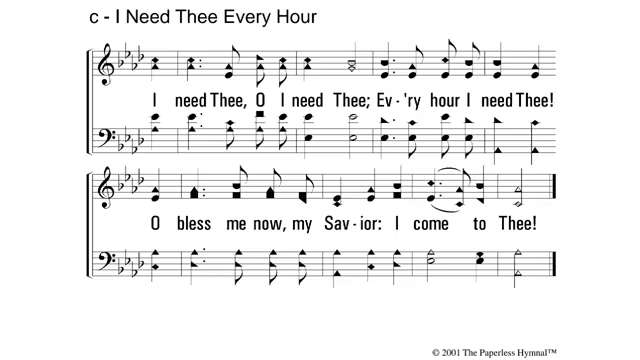 c - I Need Thee Every Hour
I need Thee, O I need Thee; Ev-'ry hour I need Thee!
O bless me now, my Sav-ior: I come to Thee!
© 2001 The Paperless Hymnal™